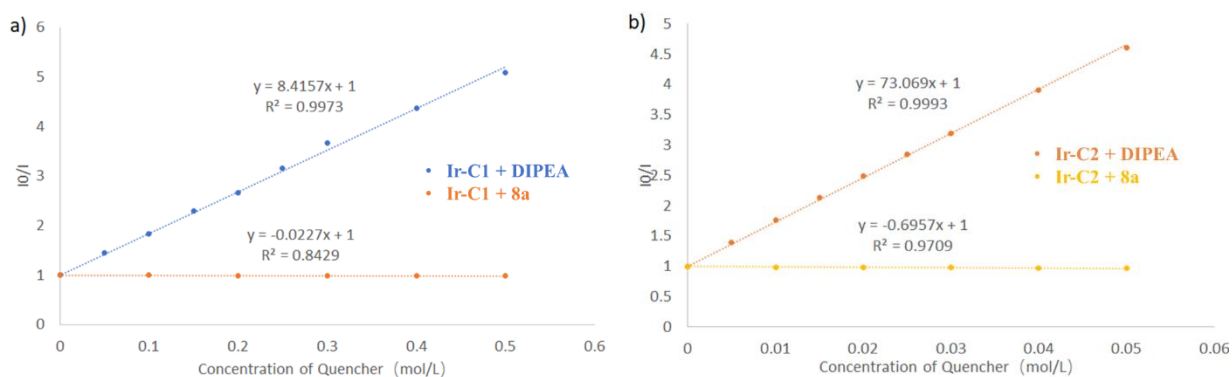 a)
6
5
4
3
2
1
0
I0/I
y = 8.4157x + 1
R² = 0.9973
Ir-C1 + DIPEA
Ir-C1 + 8a
y = -0.0227x + 1
R² = 0.8429
0 0.1 0.2 0.3 0.4 0.5 0.6
Concentration of Quencher（mol/L）
b)
5
4.5
4
3.5
3
2.5
2
1.5
1
0.5
0
I0/I
y = 73.069x + 1
R² = 0.9993
Ir-C2 + DIPEA
Ir-C2 + 8a
y = -0.6957x + 1
R² = 0.9709
0 0.01 0.02 0.03 0.04 0.05 0.06
Concentration of Quencher（mol/L）